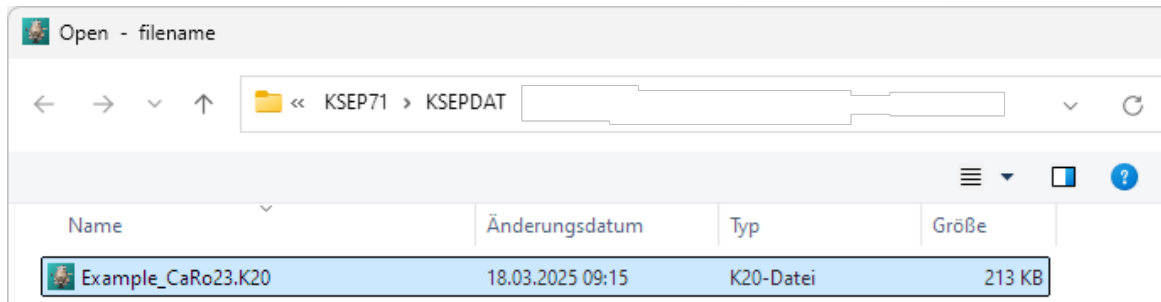 Open - filename
« KSEP71 > KSEPDAT
Name Änderungsdatum Typ Größe
Example_CaRo23.K20 18.03.2025 09:15 K20-Datei 213 KB